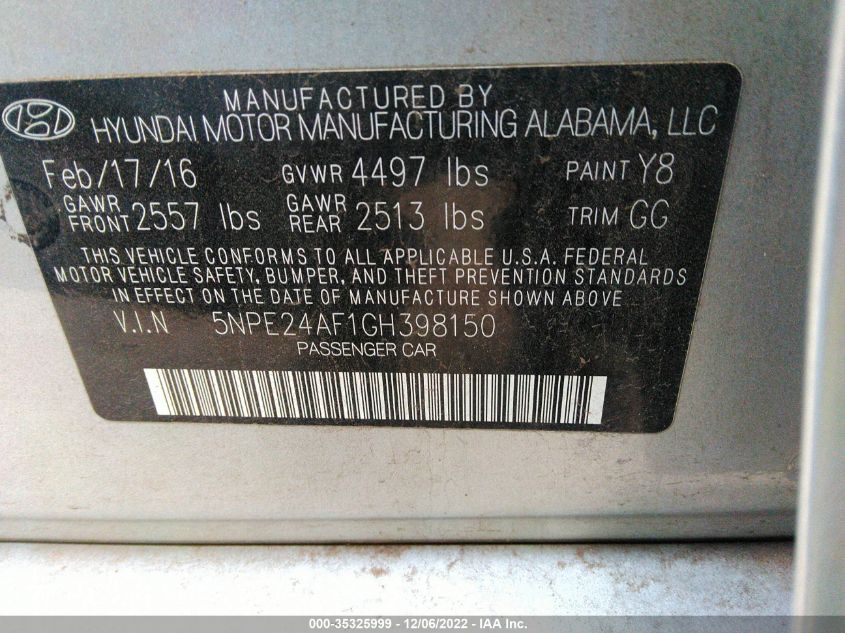 MANUFACTURED BY
HYUNDAI MOTOR MANUFACTURING ALABAMA, LLC
Feb/17/16 GVWR 4497 lbs PAINT Y8
GAWR FRONT 2557 lbs GAWR REAR 2513 lbs TRIM GG
THIS VEHICLE CONFORMS TO ALL APPLICABLE U.S.A. FEDERAL
MOTOR VEHICLE SAFETY, BUMPER, AND THEFT PREVENTION STANDARDS
IN EFFECT ON THE DATE OF MANUFACTURE SHOWN ABOVE
V.I.N 5NPE24AF1GH398150
PASSENGER CAR
000-35325999 - 12/06/2022 - IAA Inc.